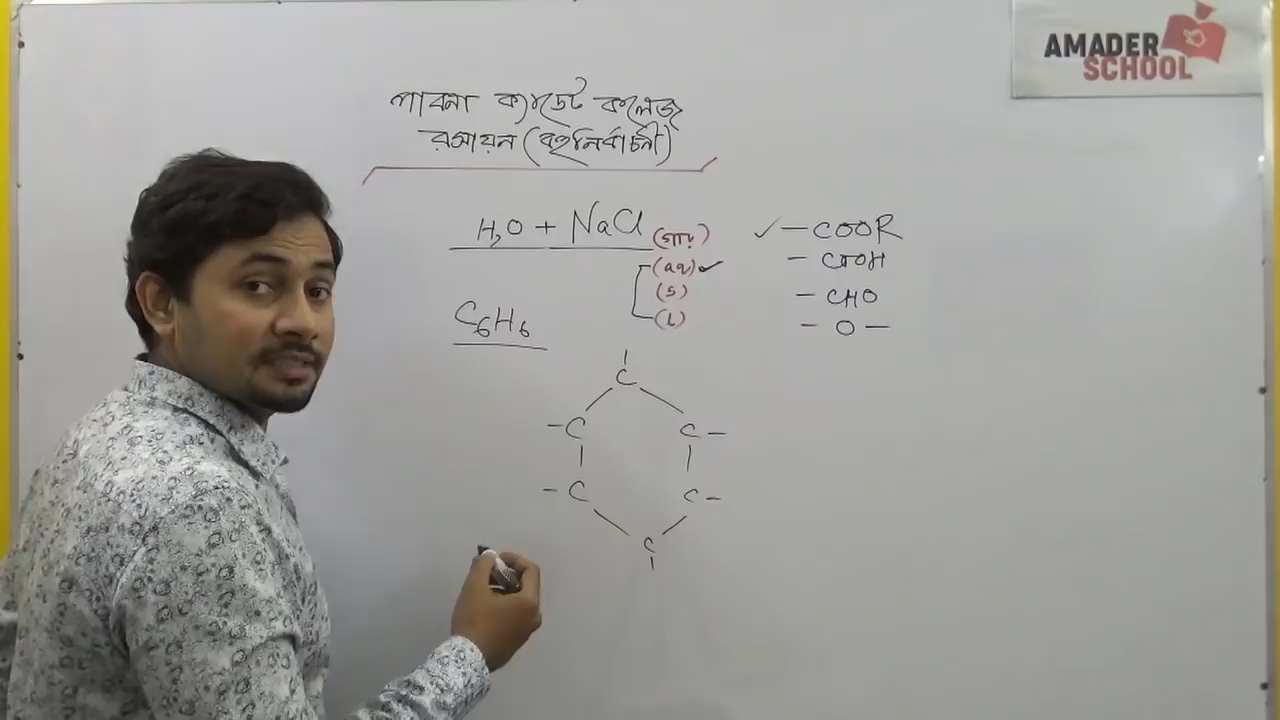 AMADER
SCHOOL
পাবনা ক্যাডেট কলেজ
রসায়ন (বহুনির্বাচনী)
H₂O + NaCl (গাঢ়)
(aq) ✓
(s)
(L)
✓ – COOR
– COOH
– CHO
– O –
C₆H₆
C
– C C –
– C C –
C